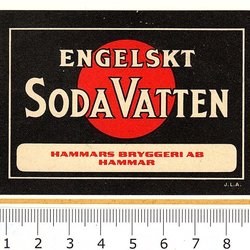 ENGELSKT
SODAVATTEN
HAMMARS BRYGGERI AB
HAMMAR
J.L.A.
1 2 3 4 5 6 7 8